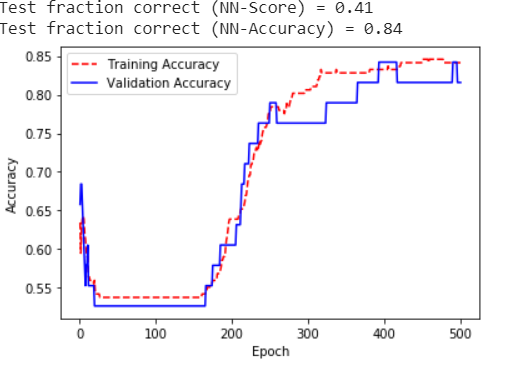 Test fraction correct (NN-Score) = 0.41
Test fraction correct (NN-Accuracy) = 0.84
Training Accuracy
Validation Accuracy
0.85
0.80
0.75
0.70
0.65
0.60
0.55
Accuracy
0 100 200 300 400 500
Epoch